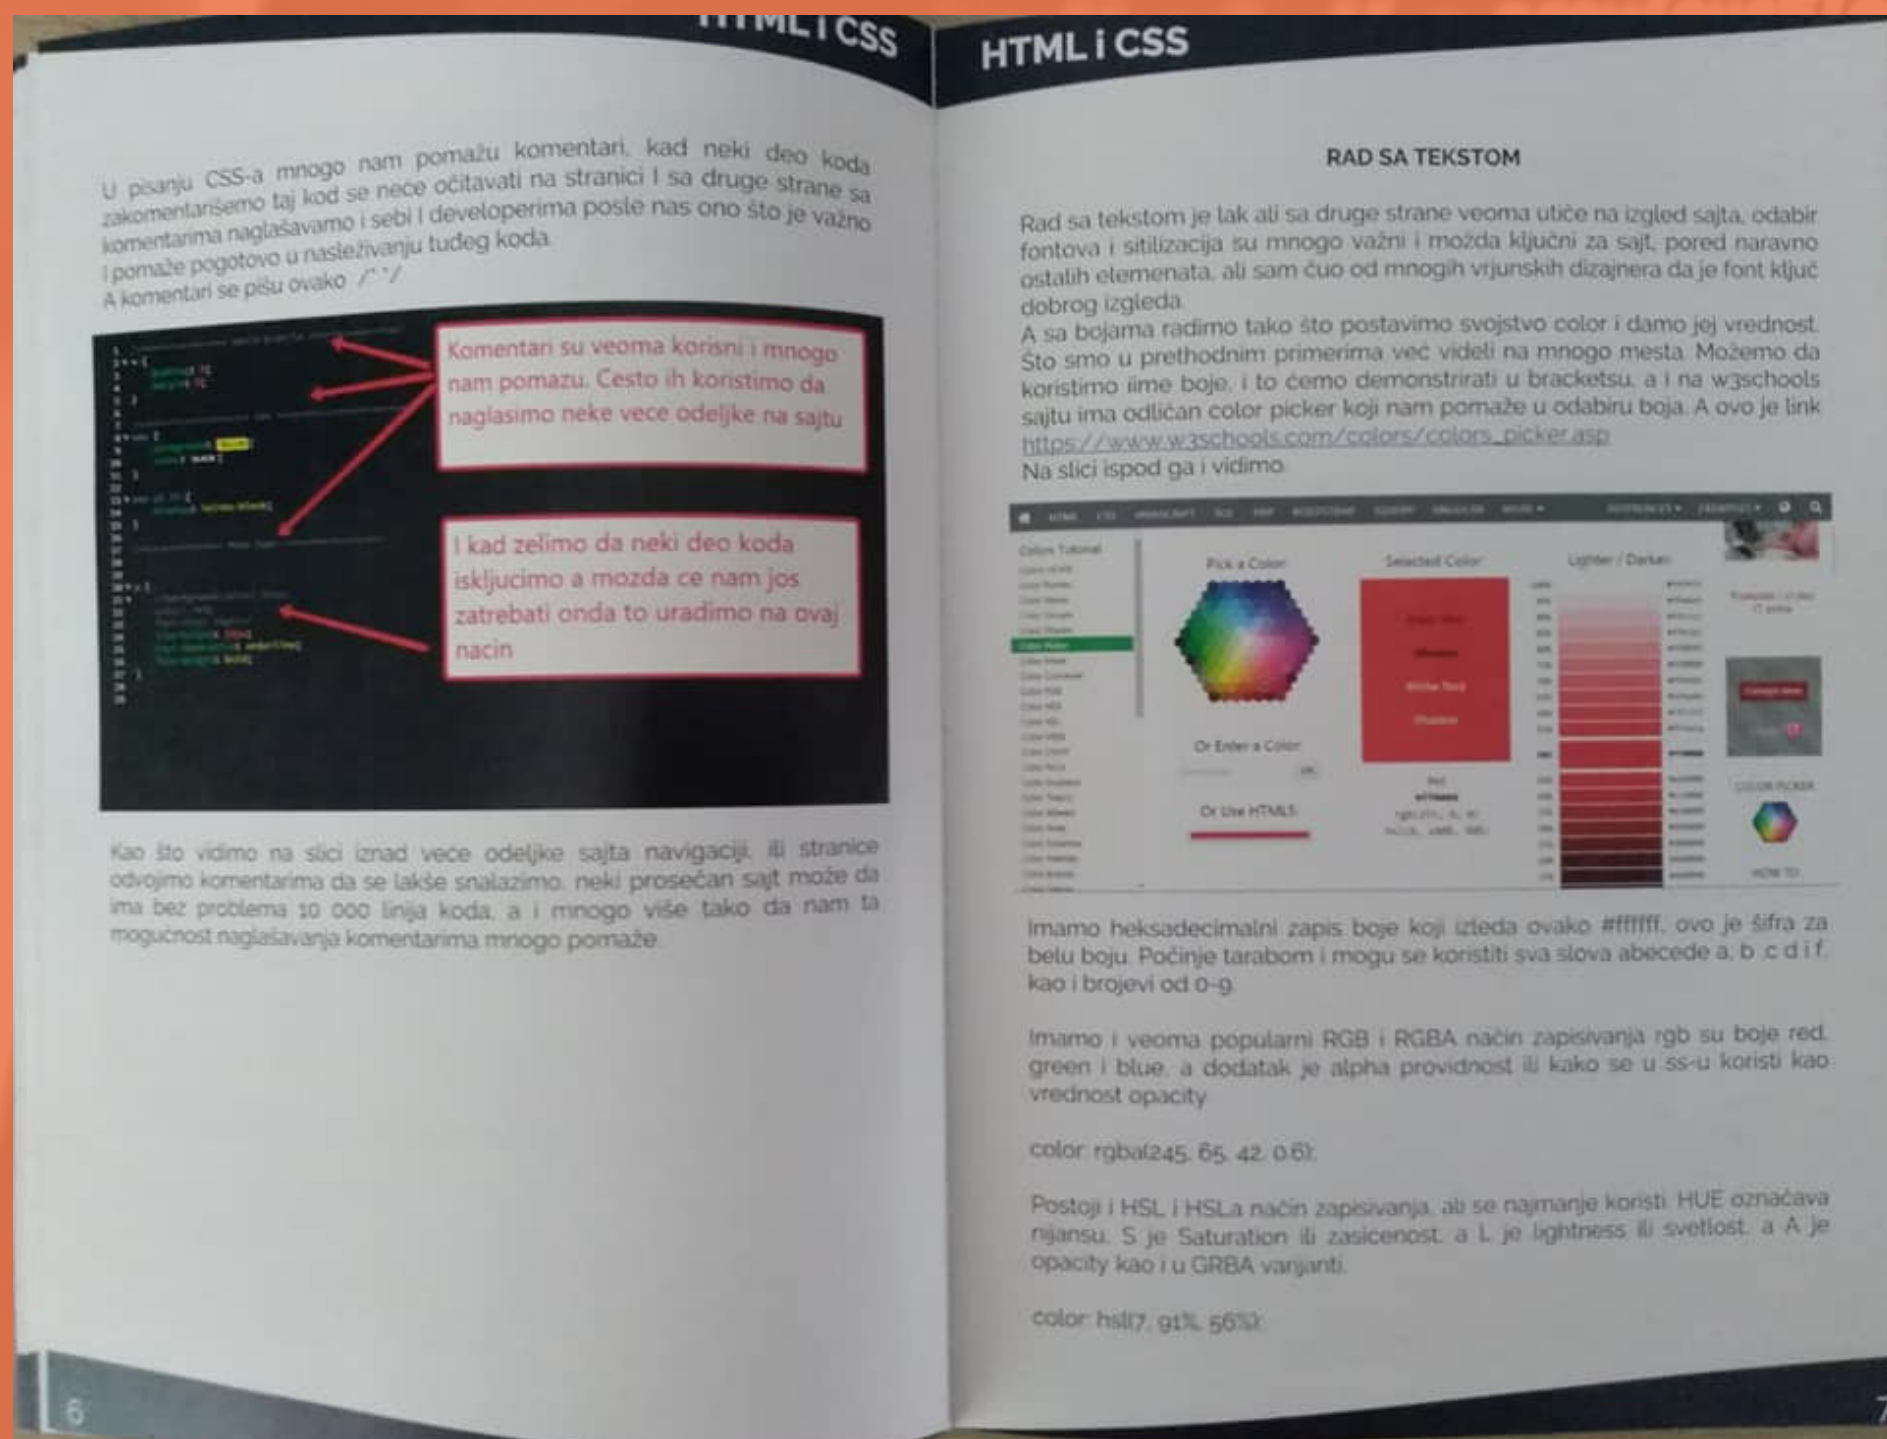 HTML i CSS
U pisanju CSS-a mnogo nam pomažu komentari, kad neki deo koda
zakomentarišemo taj kod se neće očitavati na stranici I sa druge strane sa
komentarima naglašavamo i sebi I developerima posle nas ono što je važno
I pomaže pogotovo u nasleživanju tuđeg koda.
A komentari se pišu ovako /* */
Komentari su veoma korisni i mnogo
nam pomazu. Cesto ih koristimo da
naglasimo neke vece odeljke na sajtu
I kad zelimo da neki deo koda
iskljucimo a mozda ce nam jos
zatrebati onda to uradimo na ovaj
nacin
Kao što vidimo na slici iznad veće odeljke sajta navigaciji, ili stranice
odvojimo komentarima da se lakše snalazimo, neki prosečan sajt može da
ima bez problema 10 000 linija koda, a i mnogo više tako da nam ta
mogućnost naglašavanja komentarima mnogo pomaže.
6
HTML i CSS
RAD SA TEKSTOM
Rad sa tekstom je lak ali sa druge strane veoma utiče na izgled sajta, odabir
fontova i sitilizacija su mnogo važni i možda ključni za sajt, pored naravno
ostalih elemenata, ali sam čuo od mnogih vrjunskih dizajnera da je font ključ
dobrog izgleda.
A sa bojama radimo tako što postavimo svojstvo color i damo joj vrednost.
Što smo u prethodnim primerima već videli na mnogo mesta. Možemo da
koristimo iime boje, i to ćemo demonstrirati u bracketsu, a i na w3schools
sajtu ima odličan color picker koji nam pomaže u odabiru boja. A ovo je link
https://www.w3schools.com/colors/colors_picker.asp
Na slici ispod ga i vidimo.
Colors Tutorial
Pick a Color:
Selected Color:
Lighter / Darker:
Or Enter a Color:
OK
Or Use HTML5:
COLOR PICKER
HOW TO
Imamo heksadecimalni zapis boje koji izleda ovako #ffffff, ovo je šifra za
belu boju. Počinje tarabom i mogu se koristiti sva slova abecede a, b ,c d i f,
kao i brojevi od 0-9.
Imamo i veoma popularni RGB i RGBA način zapisivanja rgb su boje red,
green i blue, a dodatak je alpha providnost ili kako se u ss-u koristi kao
vrednost opacity
color: rgba(245, 65, 42, 0.6);
Postoji i HSL i HSLa način zapisivanja, ali se najmanje koristi. HUE označava
nijansu, S je Saturation ili zasicenost, a L je lightness ili svetlost, a A je
opacity kao i u GRBA varijanti.
color: hsl(7, 91%, 56%);
7